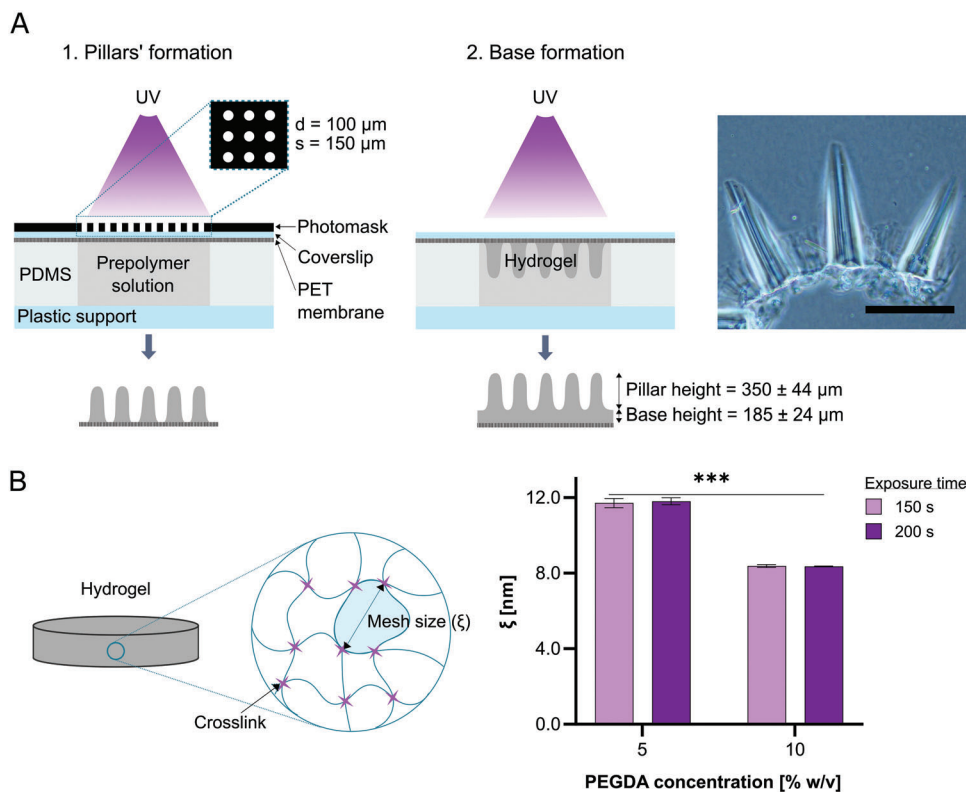 A
1. Pillars' formation
UV
d = 100 µm
s = 150 µm
Photomask
Coverslip
PET
membrane
PDMS
Prepolymer
solution
Plastic support
2. Base formation
UV
Hydrogel
Pillar height = 350 ± 44 µm
Base height = 185 ± 24 µm
B
Hydrogel
Mesh size (ξ)
Crosslink
***
Exposure time
150 s
200 s
ξ [nm]
12.0
8.0
4.0
0.0
5
10
PEGDA concentration [% w/v]